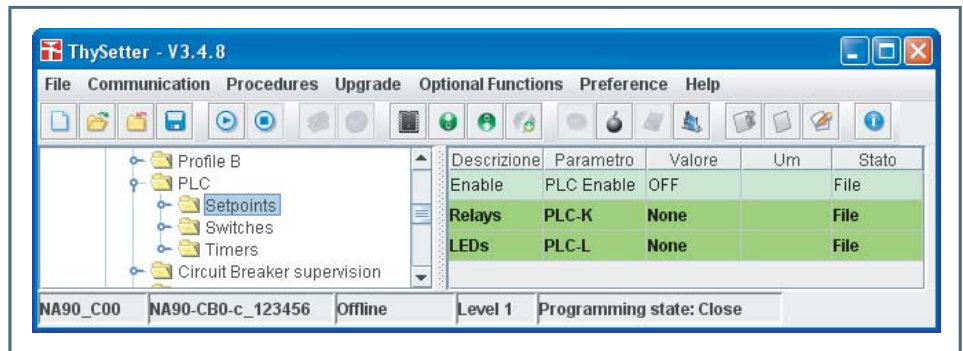 ThySetter - V3.4.8
File Communication Procedures Upgrade Optional Functions Preference Help
Profile B
PLC
Setpoints
Switches
Timers
Circuit Breaker supervision
Descrizione Parametro Valore Um Stato
Enable PLC Enable OFF File
Relays PLC-K None File
LEDs PLC-L None File
NA90_C00 NA90-CB0-c_123456 Offline Level 1 Programming state: Close